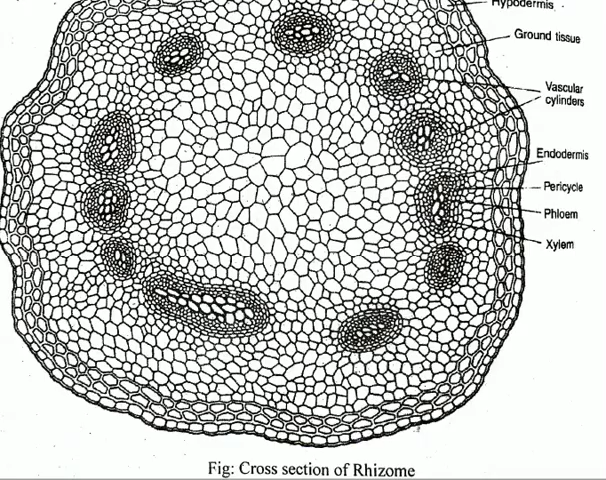 Hypodermis
Ground tissue
Vascular
cylinders
Endodermis
Pericycle
Phloem
Xylem
Fig: Cross section of Rhizome